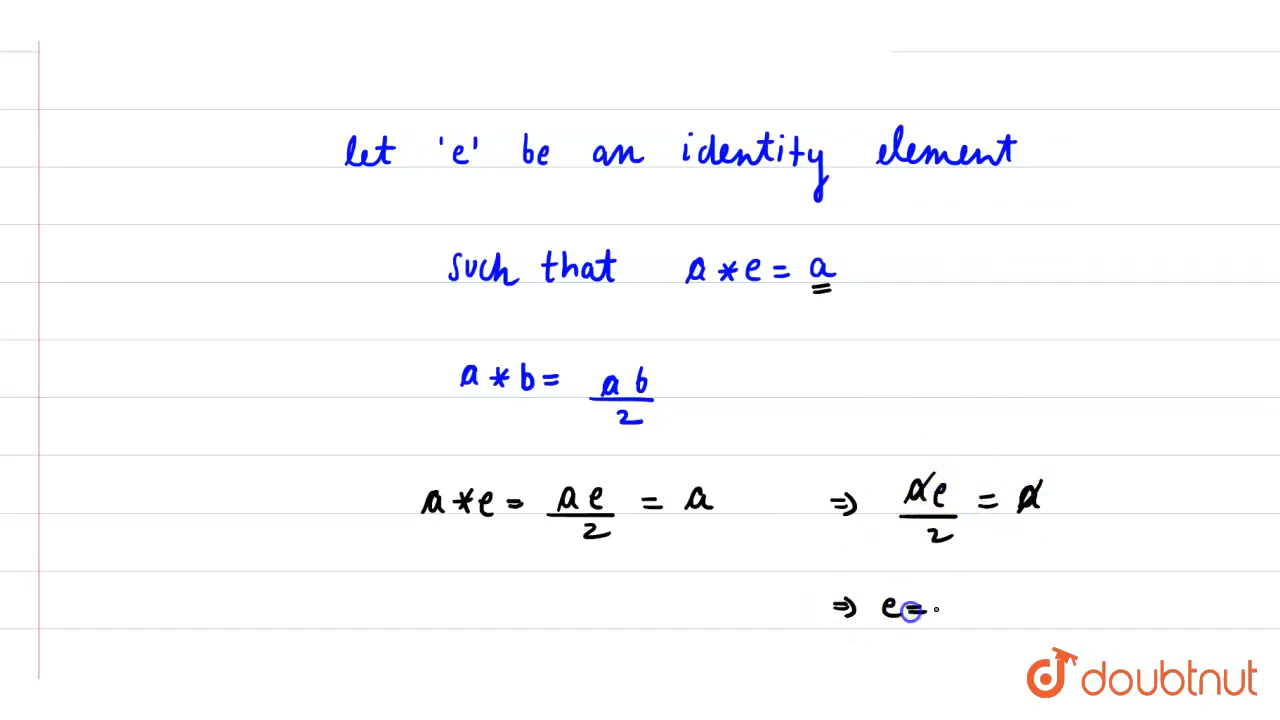 let 'e' be an identity element
such that a * e = a
a * b = ab/2
a * e = ae/2 = a ⇒ ae/2 = a
⇒ e =
doubtnut